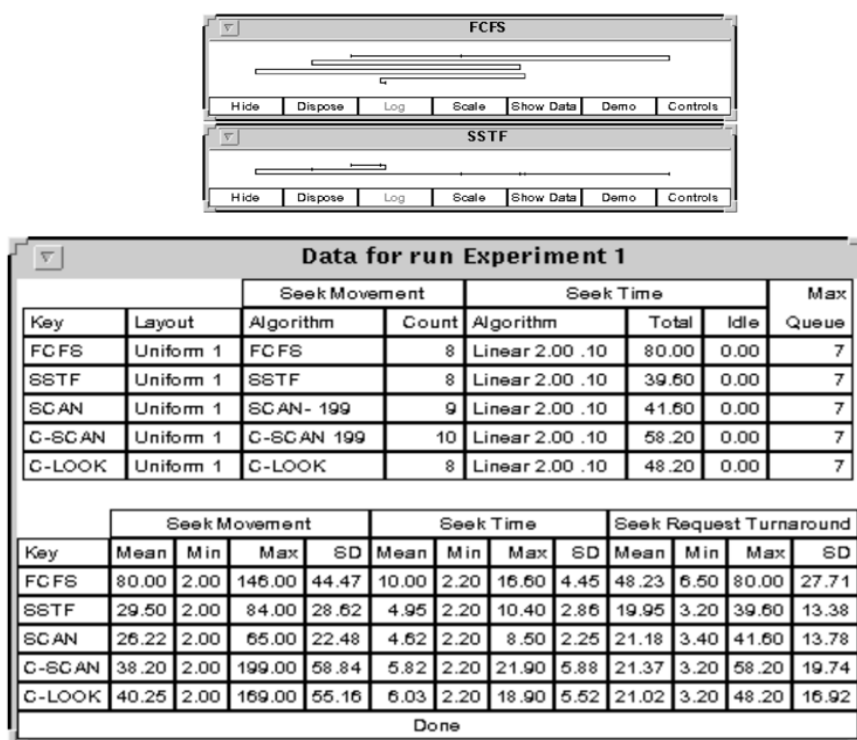 FCFS
Hide Dispose Log Scale Show Data Demo Controls
SSTF
Hide Dispose Log Scale Show Data Demo Controls
Data for run Experiment 1
Seek Movement Seek Time Max
Key Layout Algorithm Count Algorithm Total Idle Queue
FCFS Uniform 1 FCFS 8 Linear 2.00 .10 80.00 0.00 7
SSTF Uniform 1 SSTF 8 Linear 2.00 .10 39.60 0.00 7
SCAN Uniform 1 SCAN- 199 9 Linear 2.00 .10 41.60 0.00 7
C-SCAN Uniform 1 C-SCAN 199 10 Linear 2.00 .10 58.20 0.00 7
C-LOOK Uniform 1 C-LOOK 8 Linear 2.00 .10 48.20 0.00 7
Seek Movement Seek Time Seek Request Turnaround
Key Mean Min Max SD Mean Min Max SD Mean Min Max SD
FCFS 80.00 2.00 146.00 44.47 10.00 2.20 16.60 4.45 48.23 6.50 80.00 27.71
SSTF 29.50 2.00 84.00 28.62 4.95 2.20 10.40 2.86 19.95 3.20 39.60 13.38
SCAN 26.22 2.00 65.00 22.48 4.62 2.20 8.50 2.25 21.18 3.40 41.60 13.78
C-SCAN 38.20 2.00 199.00 58.84 5.82 2.20 21.90 5.88 21.37 3.20 58.20 19.74
C-LOOK 40.25 2.00 169.00 55.16 6.03 2.20 18.90 5.52 21.02 3.20 48.20 16.92
Done